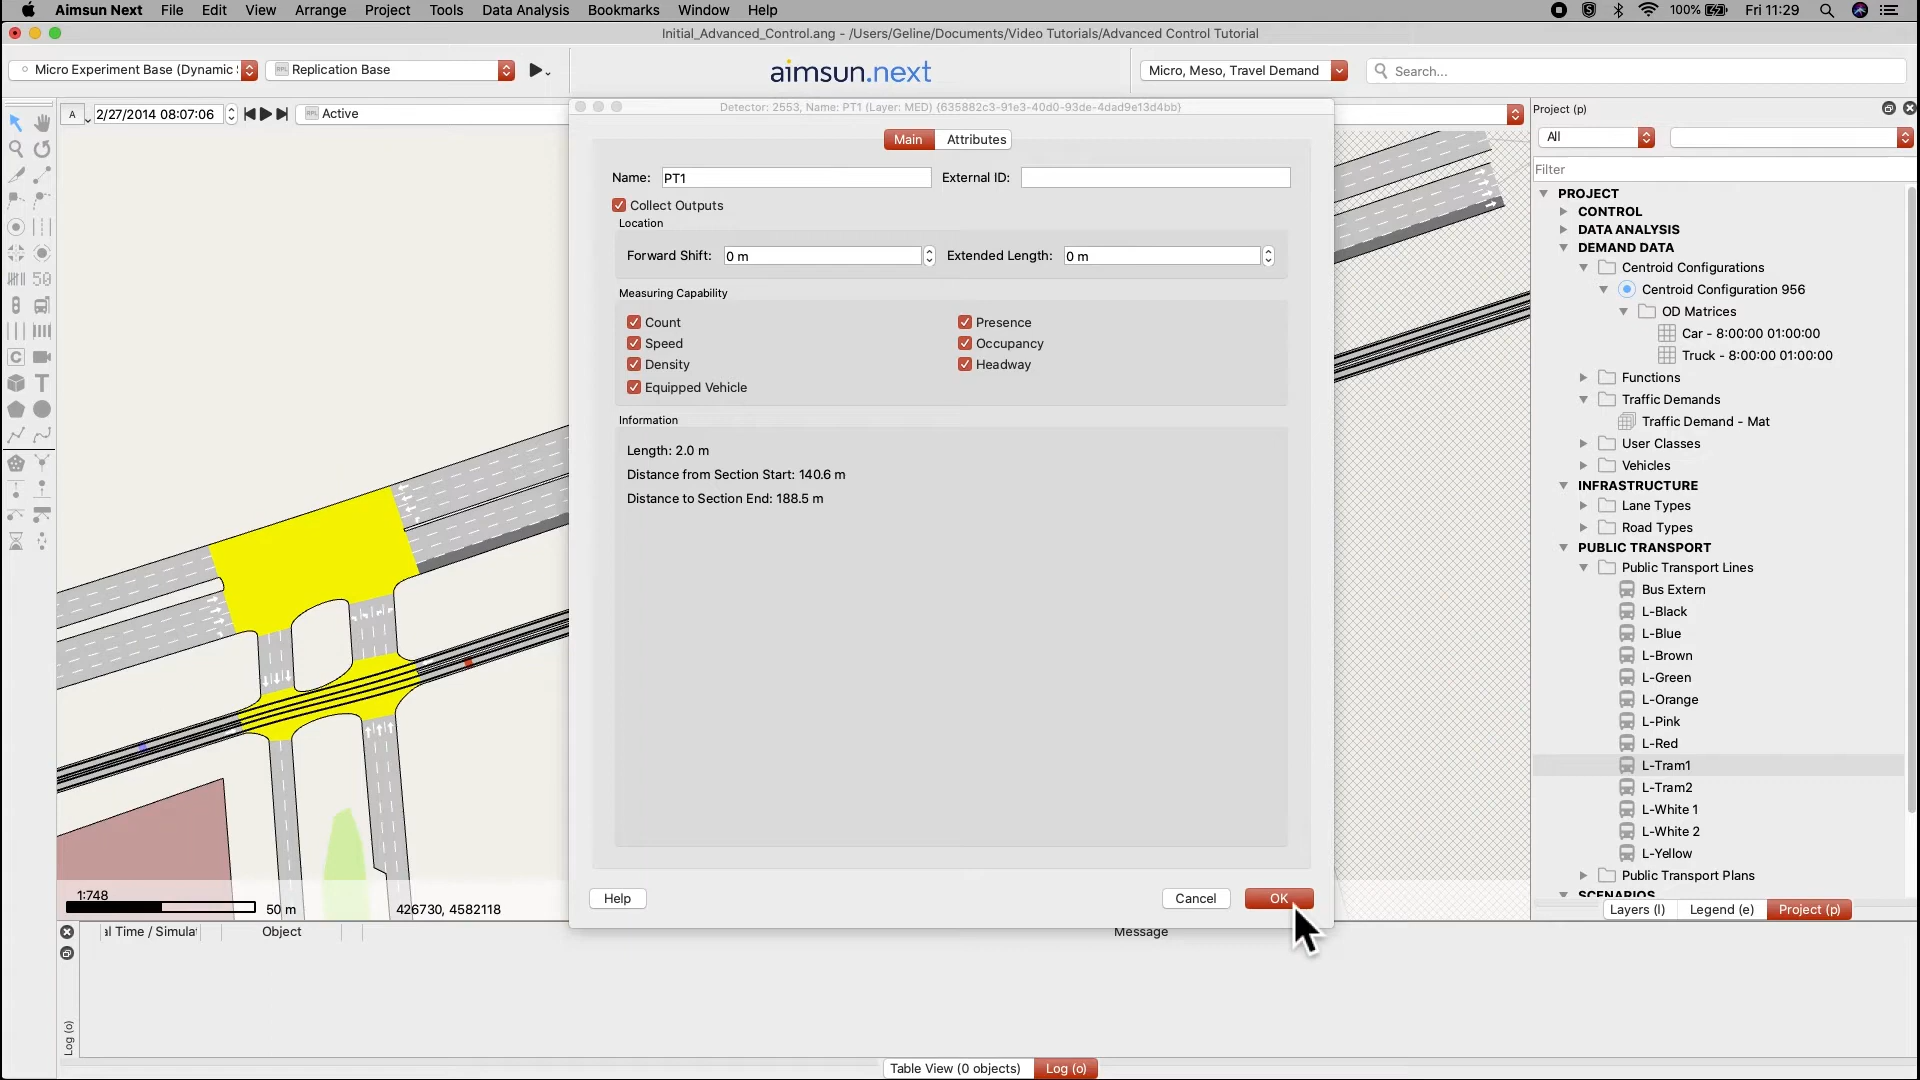 Aimsun Next File Edit View Arrange Project Tools Data Analysis Bookmarks Window Help 100% Fri 11:29
Initial_Advanced_Control.ang - /Users/Geline/Documents/Video Tutorials/Advanced Control Tutorial
Micro Experiment Base (Dynamic Replication Base aimsun.next Micro, Meso, Travel Demand Search...
A 2/27/2014 08:07:06 Active
Detector: 2553, Name: PT1 (Layer: MED) {635882c3-91e3-40d0-93de-4dad9e13d4bb}
Main Attributes
Name: PT1 External ID:
Collect Outputs
Location
Forward Shift: 0 m Extended Length: 0 m
Measuring Capability
Count Presence
Speed Occupancy
Density Headway
Equipped Vehicle
Information
Length: 2.0 m
Distance from Section Start: 140.6 m
Distance to Section End: 188.5 m
Help Cancel OK
Project (p)
All
Filter
PROJECT
CONTROL
DATA ANALYSIS
DEMAND DATA
Centroid Configurations
Centroid Configuration 956
OD Matrices
Car - 8:00:00 01:00:00
Truck - 8:00:00 01:00:00
Functions
Traffic Demands
Traffic Demand - Mat
User Classes
Vehicles
INFRASTRUCTURE
Lane Types
Road Types
PUBLIC TRANSPORT
Public Transport Lines
Bus Extern
L-Black
L-Blue
L-Brown
L-Green
L-Orange
L-Pink
L-Red
L-Tram1
L-Tram2
L-White 1
L-White 2
L-Yellow
Public Transport Plans
SCENARIOS
Layers (l) Legend (e) Project (p)
1:748
50 m 426730, 4582118
al Time / Simula Object Message
Log (o)
Table View (0 objects) Log (o)
50